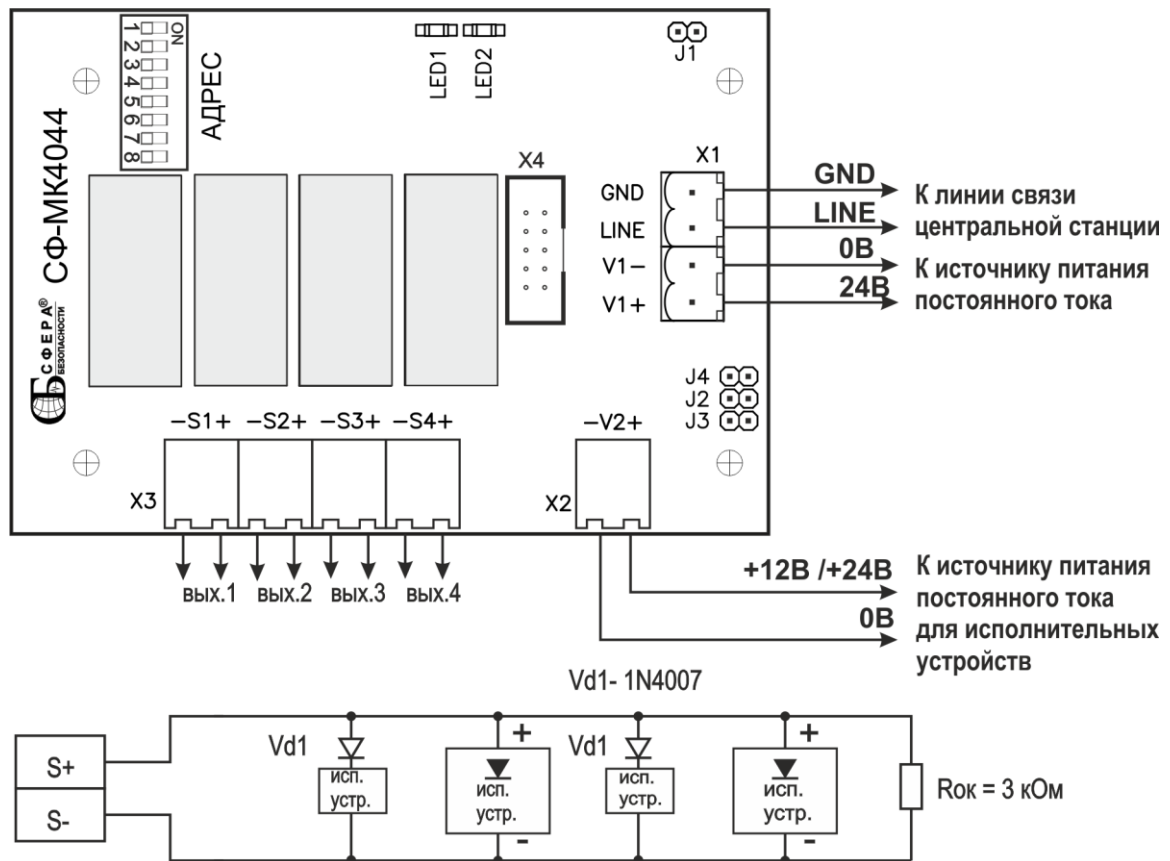 1
2
3
4
5
6
7
8
ON
АДРЕС
LED1
LED2
J1
СФ-МК4044
СБ
СФЕРА®
БЕЗОПАСНОСТИ
X4
X1
GND
LINE
V1-
V1+
GND
LINE
0В
24В
К линии связи
центральной станции
К источнику питания
постоянного тока
J4
J2
J3
-S1+
-S2+
-S3+
-S4+
-V2+
X3
X2
вых.1
вых.2
вых.3
вых.4
+12В /+24В
0В
К источнику питания
постоянного тока
для исполнительных
устройств
Vd1- 1N4007
S+
S-
Vd1
исп.
устр.
+
исп.
устр.
-
Vd1
исп.
устр.
+
исп.
устр.
-
Rок = 3 кОм